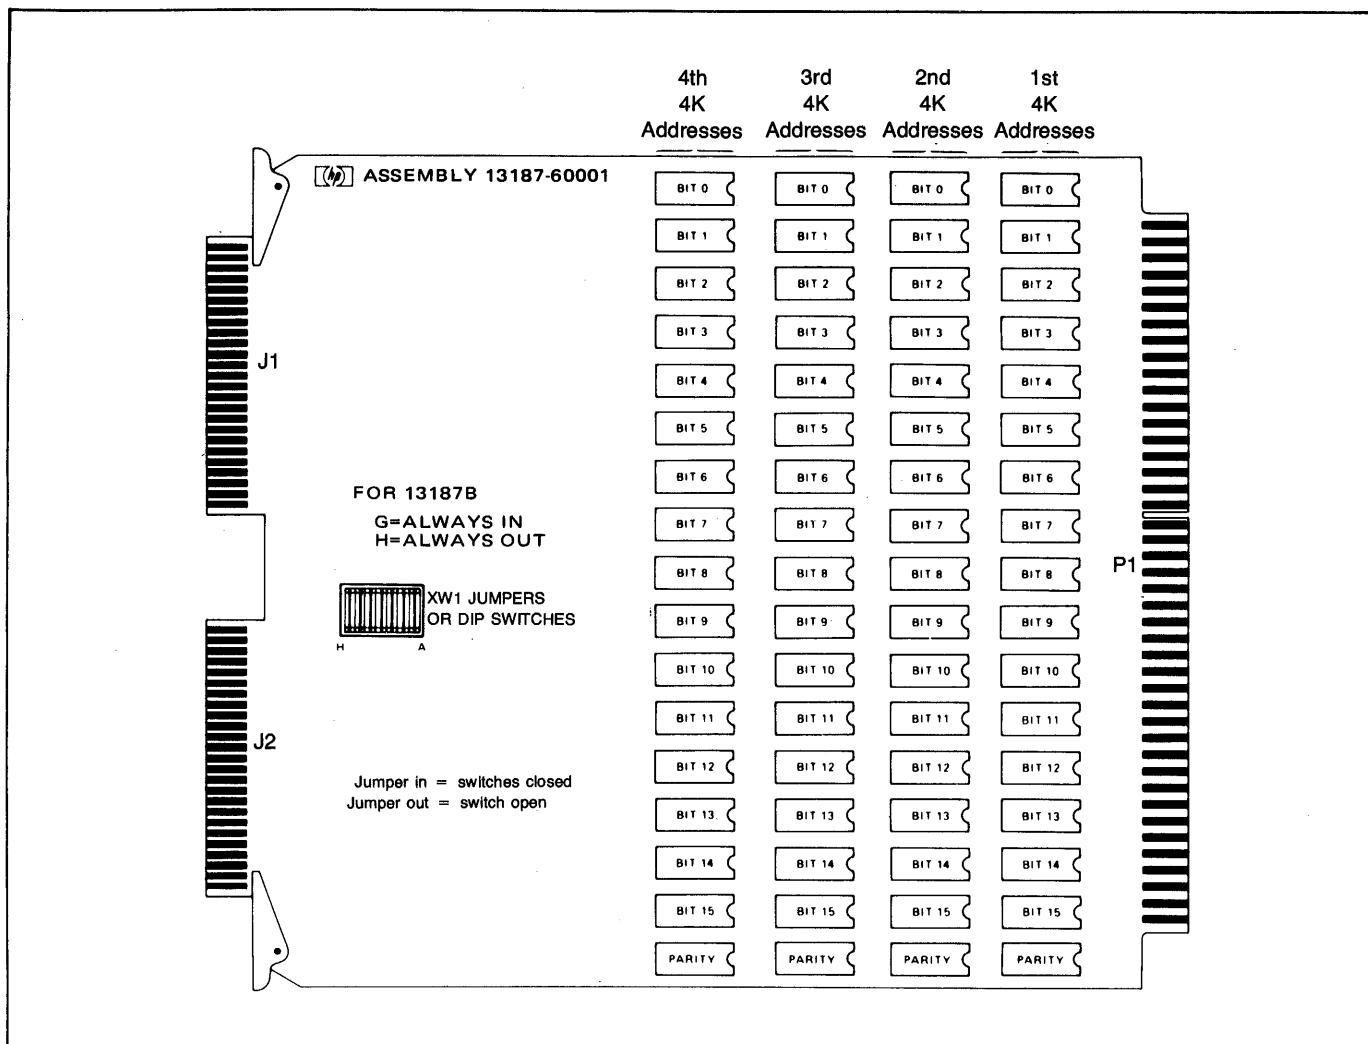 4th 3rd 2nd 1st
4K 4K 4K 4K
Addresses Addresses Addresses Addresses
hp ASSEMBLY 13187-60001
BIT 0 BIT 0 BIT 0 BIT 0
BIT 1 BIT 1 BIT 1 BIT 1
BIT 2 BIT 2 BIT 2 BIT 2
BIT 3 BIT 3 BIT 3 BIT 3
J1
BIT 4 BIT 4 BIT 4 BIT 4
BIT 5 BIT 5 BIT 5 BIT 5
BIT 6 BIT 6 BIT 6 BIT 6
FOR 13187B
G=ALWAYS IN
H=ALWAYS OUT
BIT 7 BIT 7 BIT 7 BIT 7
BIT 8 BIT 8 BIT 8 BIT 8
P1
XW1 JUMPERS
OR DIP SWITCHES
H A
BIT 9 BIT 9 BIT 9 BIT 9
BIT 10 BIT 10 BIT 10 BIT 10
BIT 11 BIT 11 BIT 11 BIT 11
J2
BIT 12 BIT 12 BIT 12 BIT 12
Jumper in = switches closed
Jumper out = switch open
BIT 13 BIT 13 BIT 13 BIT 13
BIT 14 BIT 14 BIT 14 BIT 14
BIT 15 BIT 15 BIT 15 BIT 15
PARITY PARITY PARITY PARITY